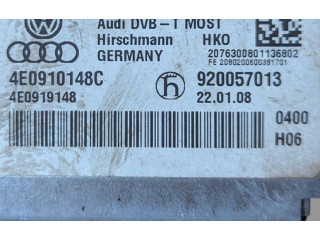 Audi DVB-T MOST
Hirschmann HKO
GERMANY
2076300801136802
FE 2080200600381701
4E0910148C
920057013
4E0919148
h
22.01.08
0400
H06